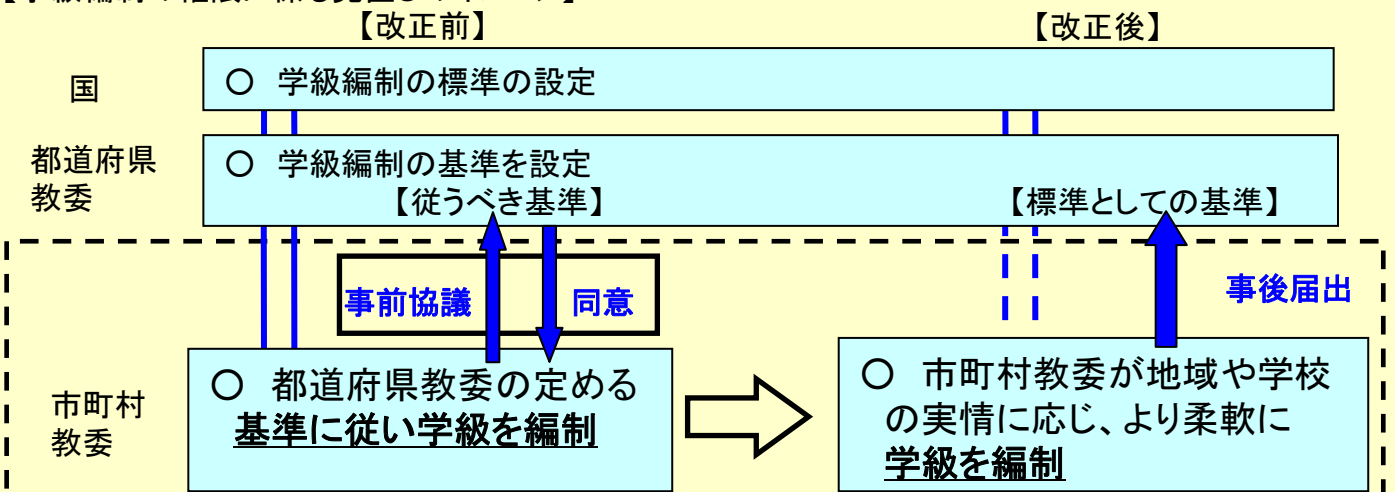 【改正前】 【改正後】
国
〇 学級編制の標準の設定
都道府県
教委
〇 学級編制の基準を設定
【従うべき基準】 【標準としての基準】
事前協議 同意
事後届出
市町村
教委
〇 都道府県教委の定める
基準に従い学級を編制
〇 市町村教委が地域や学校
の実情に応じ、より柔軟に
学級を編制